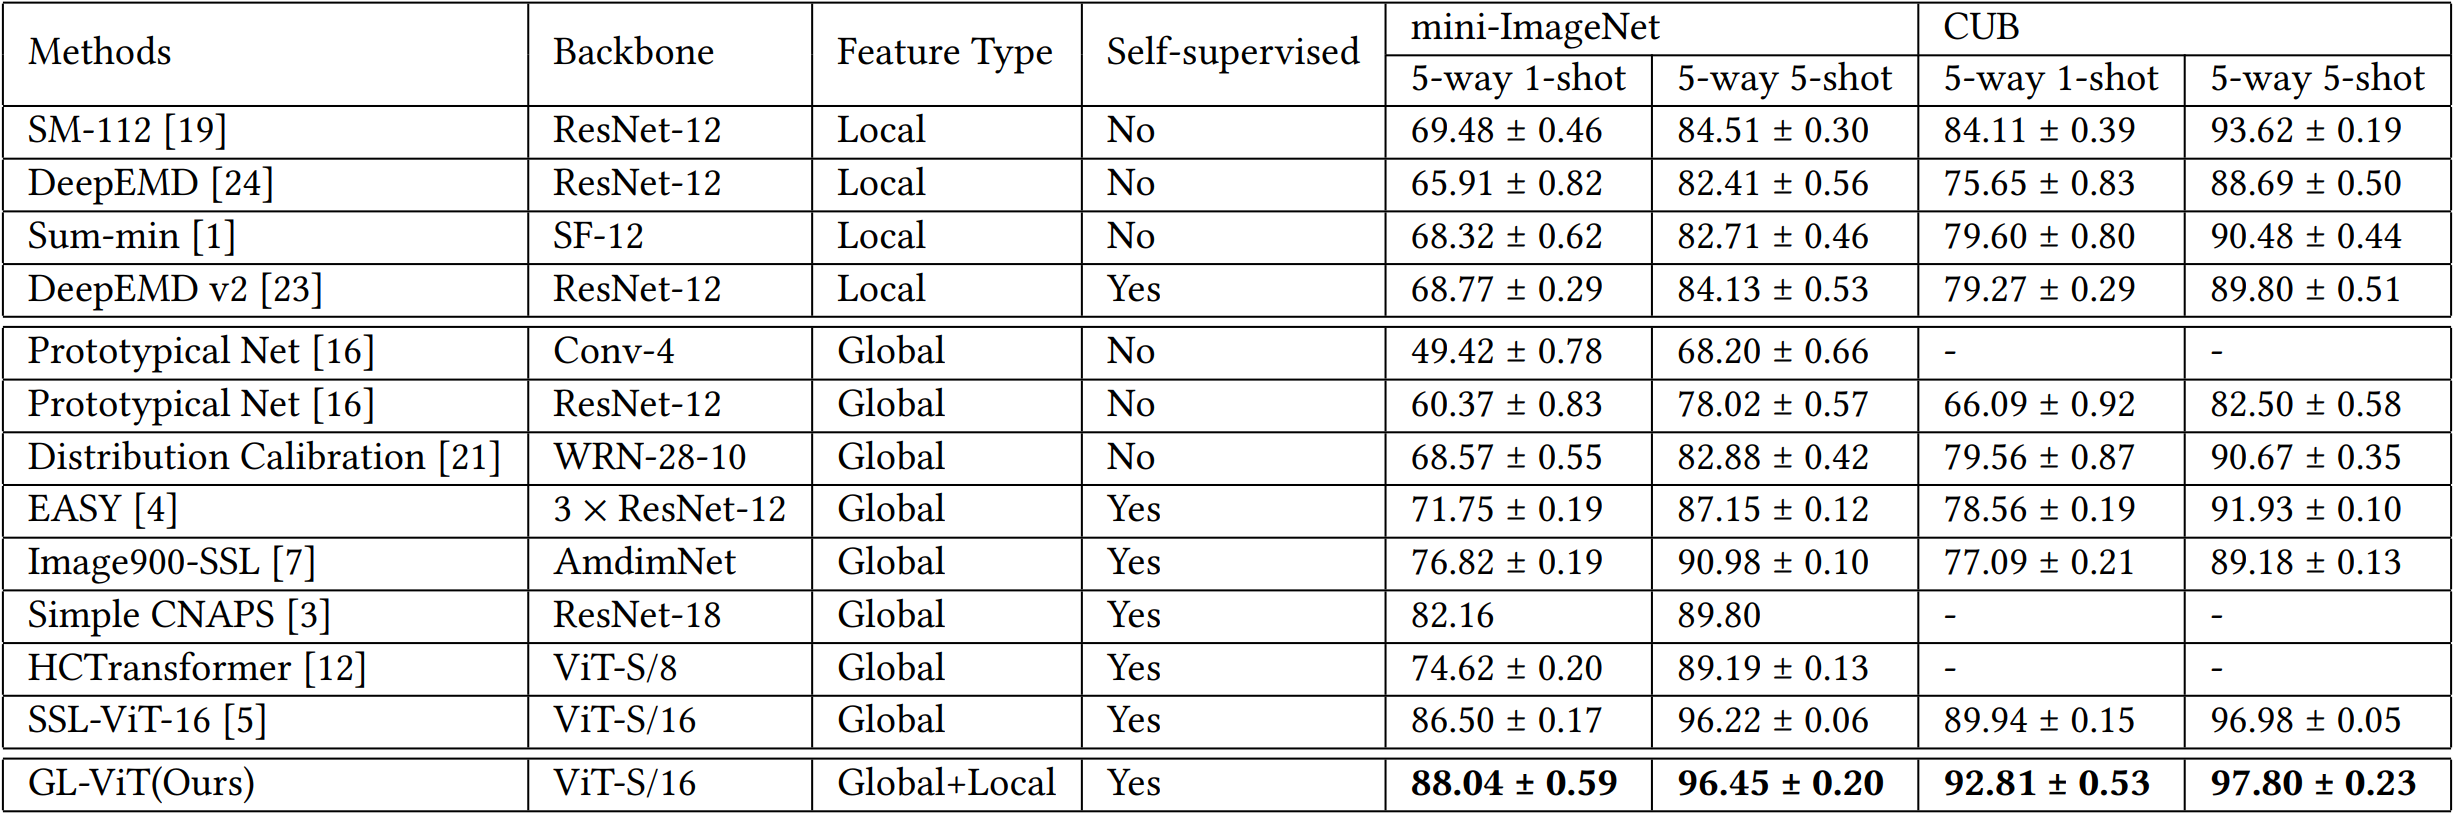 Methods Backbone Feature Type Self-supervised mini-ImageNet CUB
5-way 1-shot 5-way 5-shot 5-way 1-shot 5-way 5-shot
SM-112 [19] ResNet-12 Local No 69.48 ± 0.46 84.51 ± 0.30 84.11 ± 0.39 93.62 ± 0.19
DeepEMD [24] ResNet-12 Local No 65.91 ± 0.82 82.41 ± 0.56 75.65 ± 0.83 88.69 ± 0.50
Sum-min [1] SF-12 Local No 68.32 ± 0.62 82.71 ± 0.46 79.60 ± 0.80 90.48 ± 0.44
DeepEMD v2 [23] ResNet-12 Local Yes 68.77 ± 0.29 84.13 ± 0.53 79.27 ± 0.29 89.80 ± 0.51
Prototypical Net [16] Conv-4 Global No 49.42 ± 0.78 68.20 ± 0.66 - -
Prototypical Net [16] ResNet-12 Global No 60.37 ± 0.83 78.02 ± 0.57 66.09 ± 0.92 82.50 ± 0.58
Distribution Calibration [21] WRN-28-10 Global No 68.57 ± 0.55 82.88 ± 0.42 79.56 ± 0.87 90.67 ± 0.35
EASY [4] 3 × ResNet-12 Global Yes 71.75 ± 0.19 87.15 ± 0.12 78.56 ± 0.19 91.93 ± 0.10
Image900-SSL [7] AmdimNet Global Yes 76.82 ± 0.19 90.98 ± 0.10 77.09 ± 0.21 89.18 ± 0.13
Simple CNAPS [3] ResNet-18 Global Yes 82.16 89.80 - -
HCTransformer [12] ViT-S/8 Global Yes 74.62 ± 0.20 89.19 ± 0.13 - -
SSL-ViT-16 [5] ViT-S/16 Global Yes 86.50 ± 0.17 96.22 ± 0.06 89.94 ± 0.15 96.98 ± 0.05
GL-ViT(Ours) ViT-S/16 Global+Local Yes 88.04 ± 0.59 96.45 ± 0.20 92.81 ± 0.53 97.80 ± 0.23